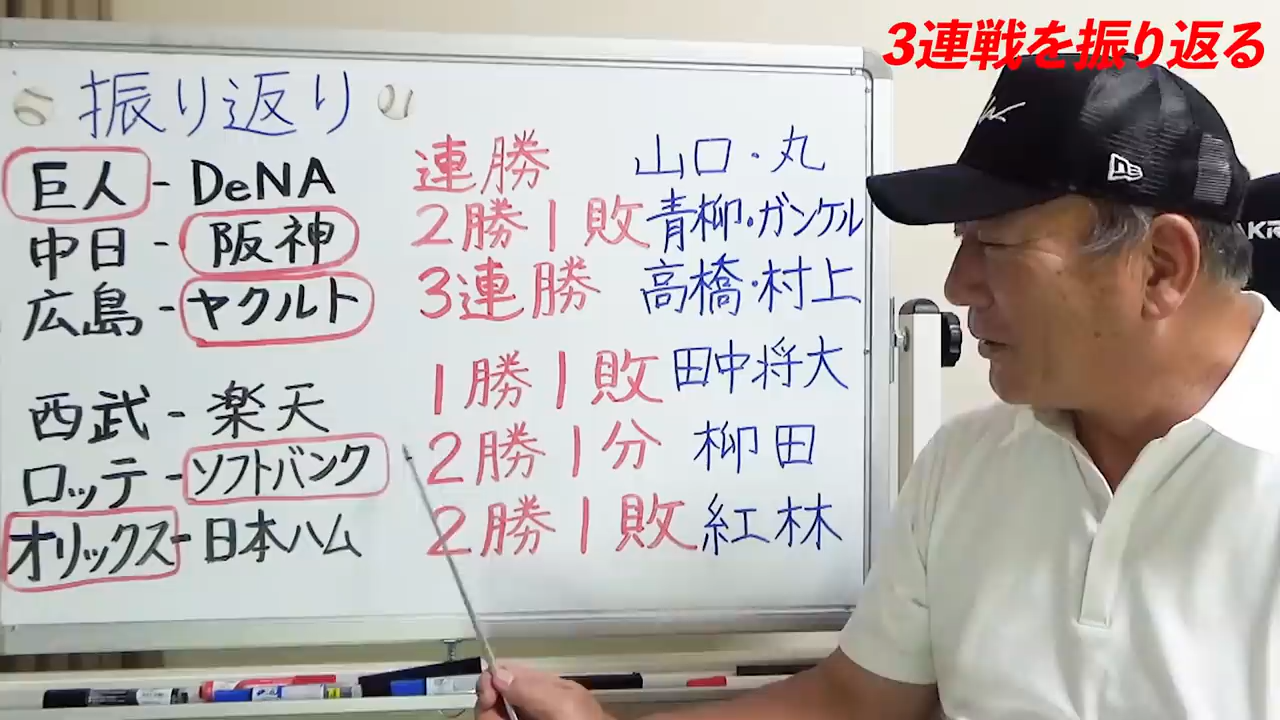 3連戦を振り返る
振り返り
巨人 - DeNA 連勝 山口・丸
中日 - 阪神 2勝1敗 青柳・ガンケル
広島 - ヤクルト 3連勝 高橋・村上
西武 - 楽天 1勝1敗 田中将大
ロッテ - ソフトバンク 2勝1分 柳田
オリックス - 日本ハム 2勝1敗 紅林